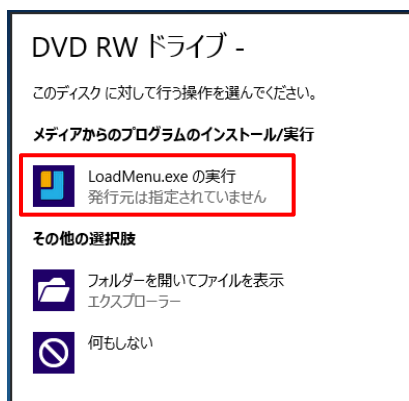 DVD RW ドライブ -
このディスク に対して行う操作を選んでください。
メディアからのプログラムのインストール/実行
LoadMenu.exe の実行
発行元は指定されていません
その他の選択肢
フォルダーを開いてファイルを表示
エクスプローラー
何もしない